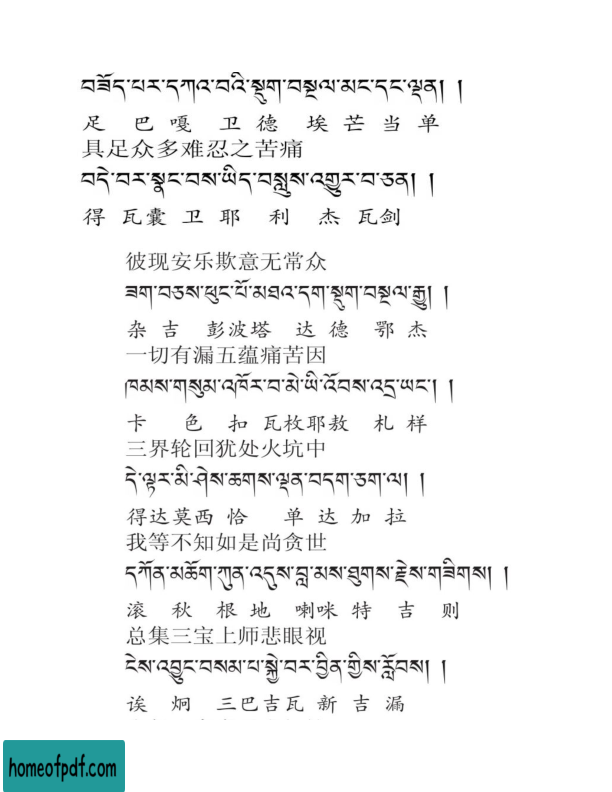 བཟོད་པར་དཀའ་བའི་སྡུག་བསྔལ་མང་དང་ལྡན། །
足 巴 嘎 卫 德 埃 芒 当 单
具足众多难忍之苦痛
བདེ་བར་སྣང་བས་ཡིད་བསླུས་འགྱུར་བ་ཅན། །
得 瓦囊 卫 耶 利 杰 瓦剑
彼现安乐欺意无常众
ཟག་བཅས་ཕུང་པོ་མཐའ་དག་སྡུག་བསྔལ་རྒྱུ། །
杂 吉 彭波塔 达 德 鄂 杰
一切有漏五蕴痛苦因
ཁམས་གསུམ་འཁོར་བ་མེ་ཡི་འོབས་འདྲ་ཡང་། །
卡 色 扣 瓦枚耶敖 札 样
三界轮回犹处火坑中
དེ་ལྟར་མི་ཤེས་ཆགས་ལྡན་བདག་ཅག་ལ། །
得达莫西 恰 单 达 加 拉
我等不知如是尚贪世
དཀོན་མཆོག་ཀུན་འདུས་བླ་མས་ཐུགས་རྗེས་གཟིགས། །
滚 秋 根 地 喇咪 特 吉 则
总集三宝上师悲眼视
ངེས་འབྱུང་བསམ་པ་སྐྱེ་བར་བྱིན་གྱིས་རློབས། །
诶 炯 三巴吉瓦 新 吉 漏
homeofpdf.com